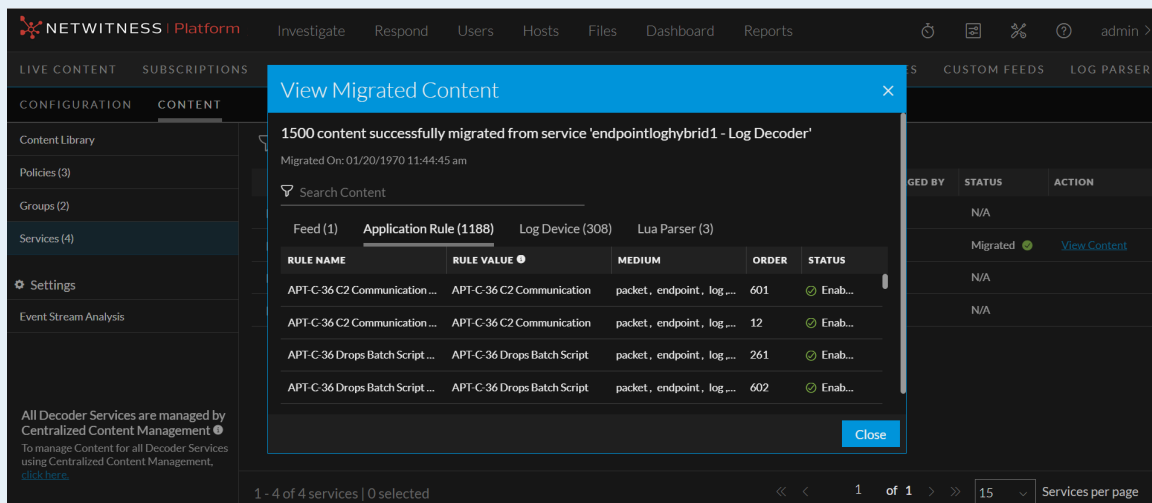 NETWITNESS Platform Investigate Respond Users Hosts Files Dashboard Reports admin
LIVE CONTENT SUBSCRIPTIONS S CUSTOM FEEDS LOG PARSER
CONFIGURATION CONTENT
View Migrated Content
1500 content successfully migrated from service 'endpointloghybrid1 - Log Decoder'
Migrated On: 01/20/1970 11:44:45 am
Search Content
Feed (1) Application Rule (1188) Log Device (308) Lua Parser (3)
RULE NAME RULE VALUE MEDIUM ORDER STATUS
APT-C-36 C2 Communication ... APT-C-36 C2 Communication packet, endpoint, log,... 601 Enab...
APT-C-36 C2 Communication ... APT-C-36 C2 Communication packet, endpoint, log,... 12 Enab...
APT-C-36 Drops Batch Script ... APT-C-36 Drops Batch Script packet, endpoint, log,... 261 Enab...
APT-C-36 Drops Batch Script ... APT-C-36 Drops Batch Script packet, endpoint, log,... 602 Enab...
Close
Content Library
Policies (3)
Groups (2)
Services (4)
Settings
Event Stream Analysis
All Decoder Services are managed by
Centralized Content Management
To manage Content for all Decoder Services
using Centralized Content Management,
click here.
GED BY STATUS ACTION
N/A
Migrated View Content
N/A
N/A
1 - 4 of 4 services | 0 selected
1 of 1 15 Services per page